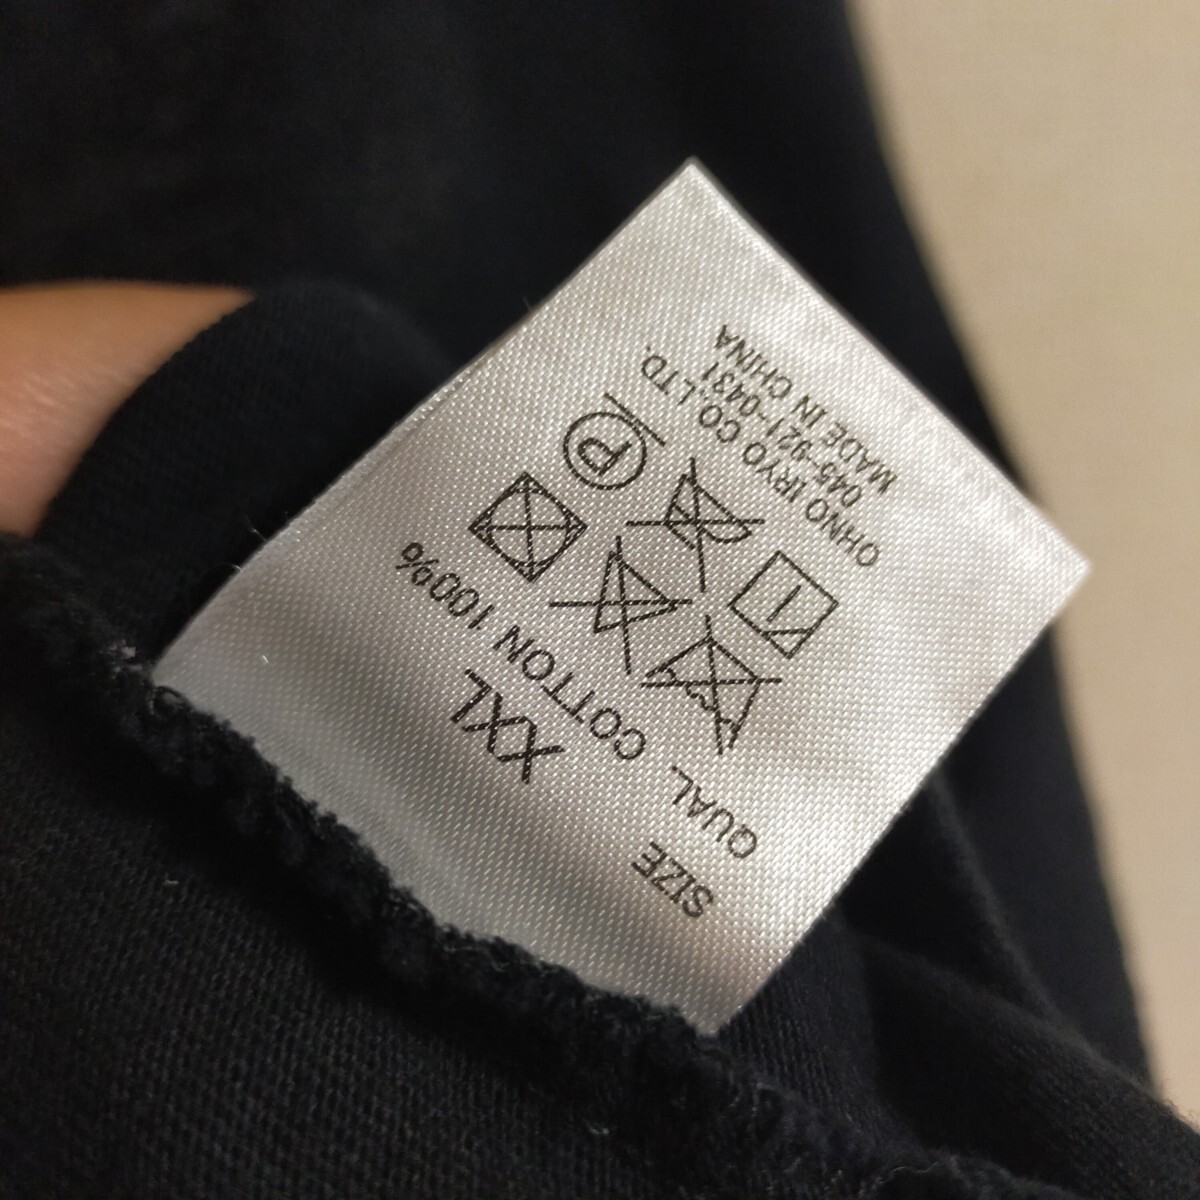 SIZE XXL
QUAL. COTTON 100%
P
OHNO IRYO CO.,LTD.
045-921-0431
MADE IN CHINA